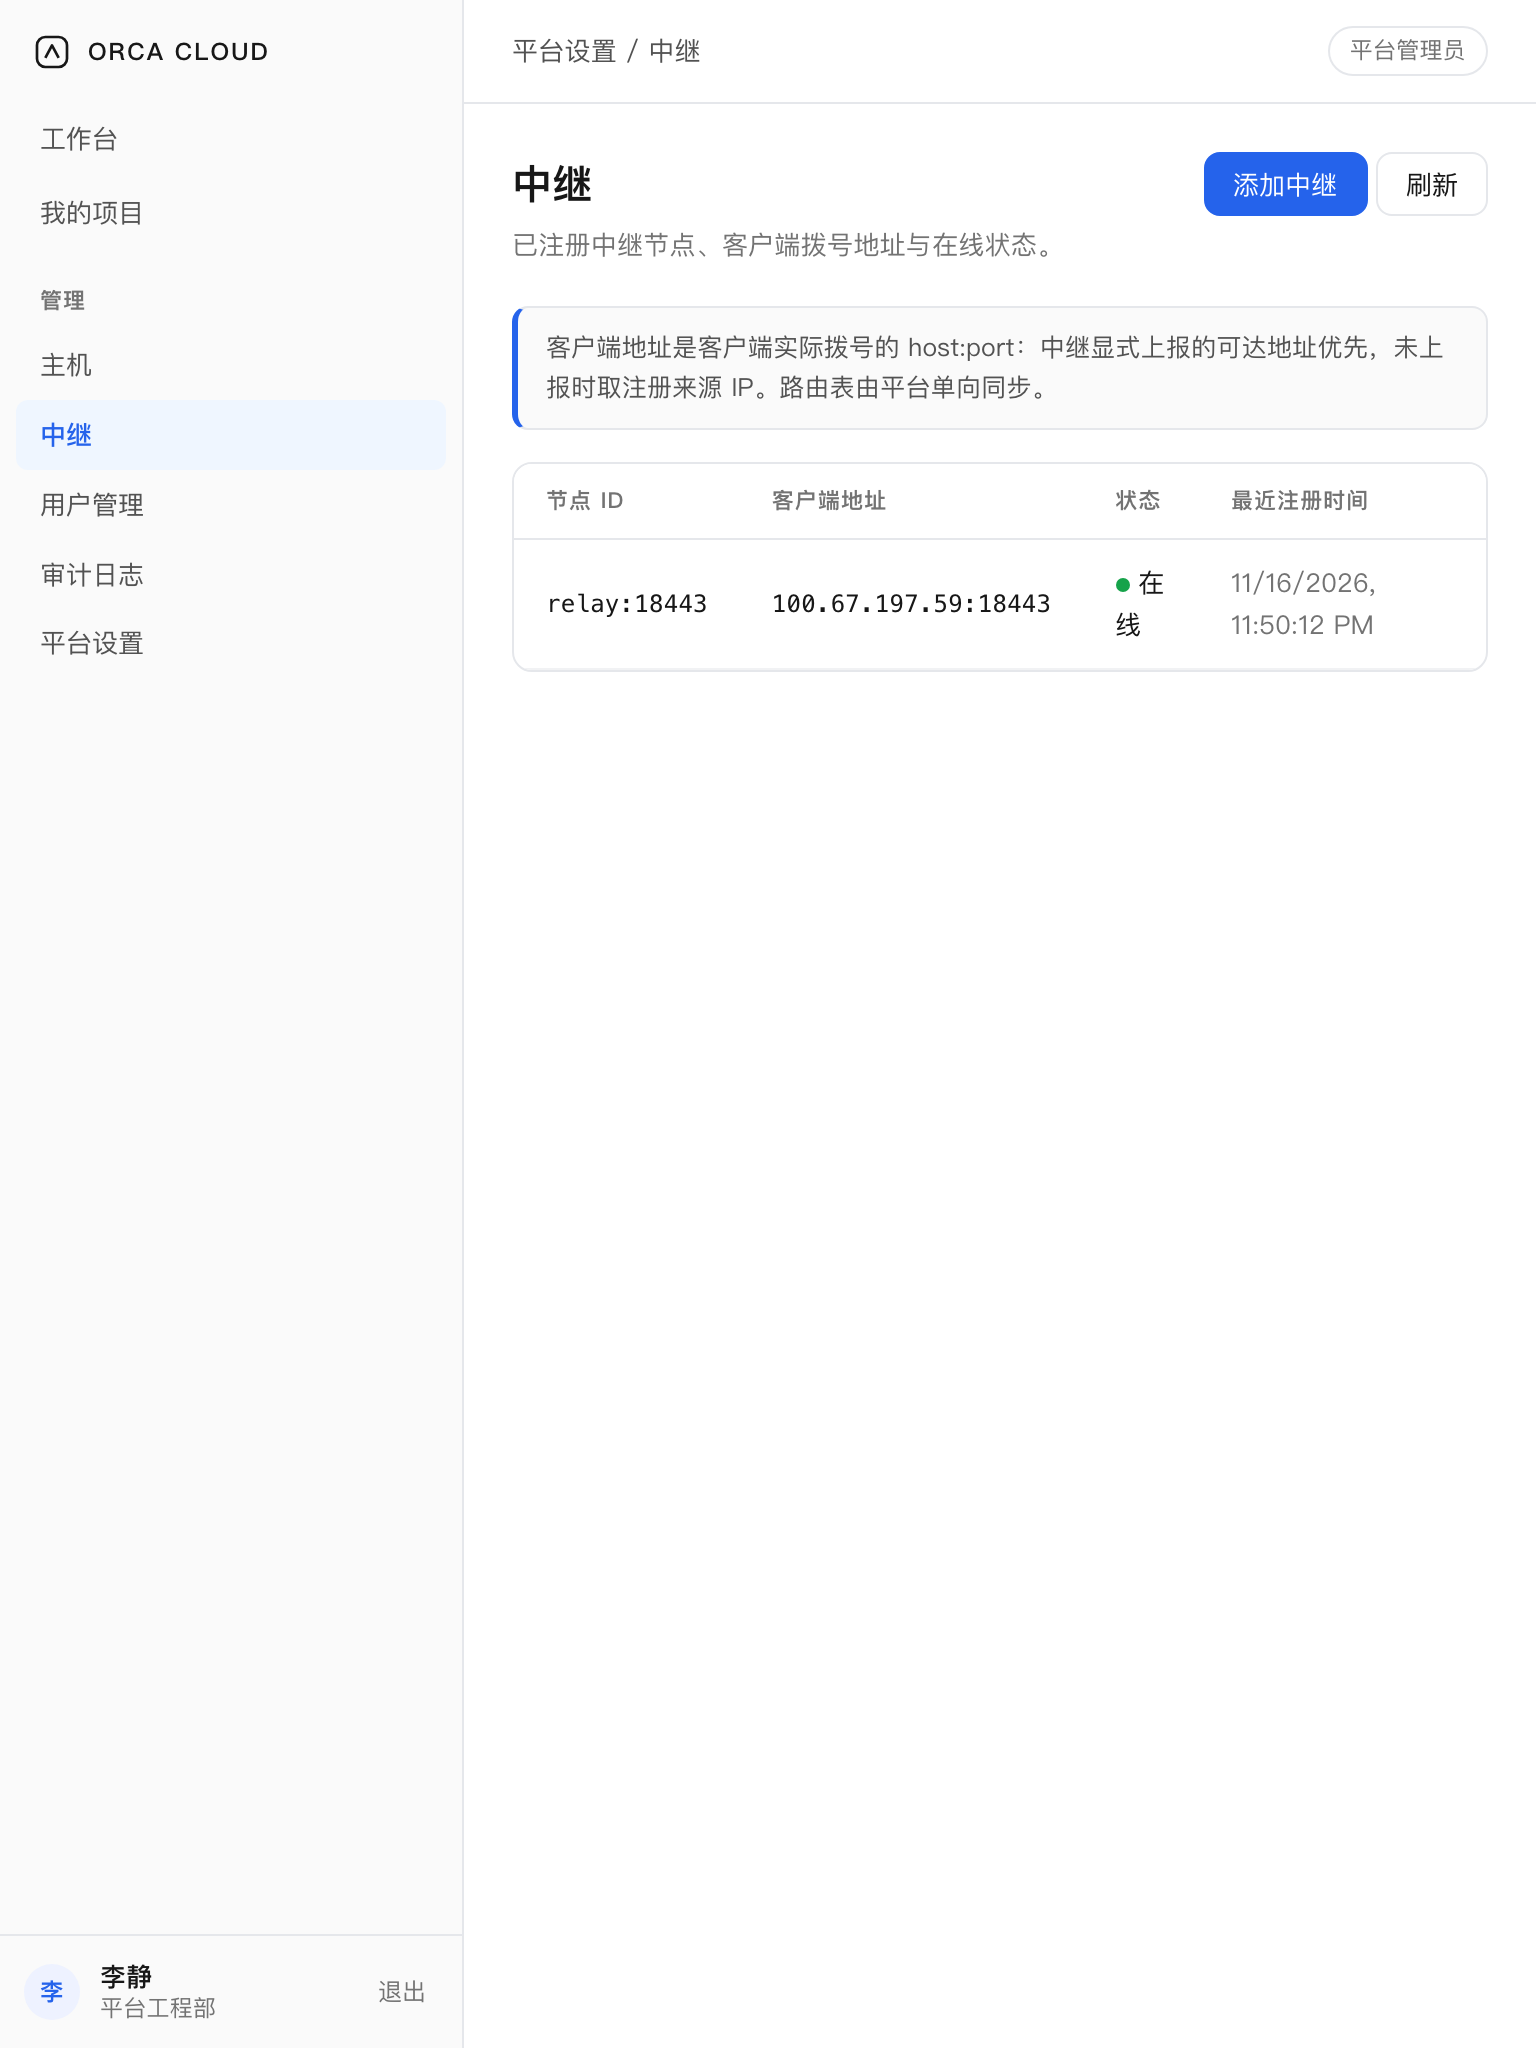 ORCA CLOUD
工作台
我的项目
管理
主机
中继
用户管理
审计日志
平台设置
李
李静
平台工程部
退出
平台设置 / 中继
平台管理员
中继
添加中继
刷新
已注册中继节点、客户端拨号地址与在线状态。
客户端地址是客户端实际拨号的 host:port：中继显式上报的可达地址优先，未上
报时取注册来源 IP。路由表由平台单向同步。
节点 ID 客户端地址 状态 最近注册时间
relay:18443 100.67.197.59:18443 在 11/16/2026,
线 11:50:12 PM